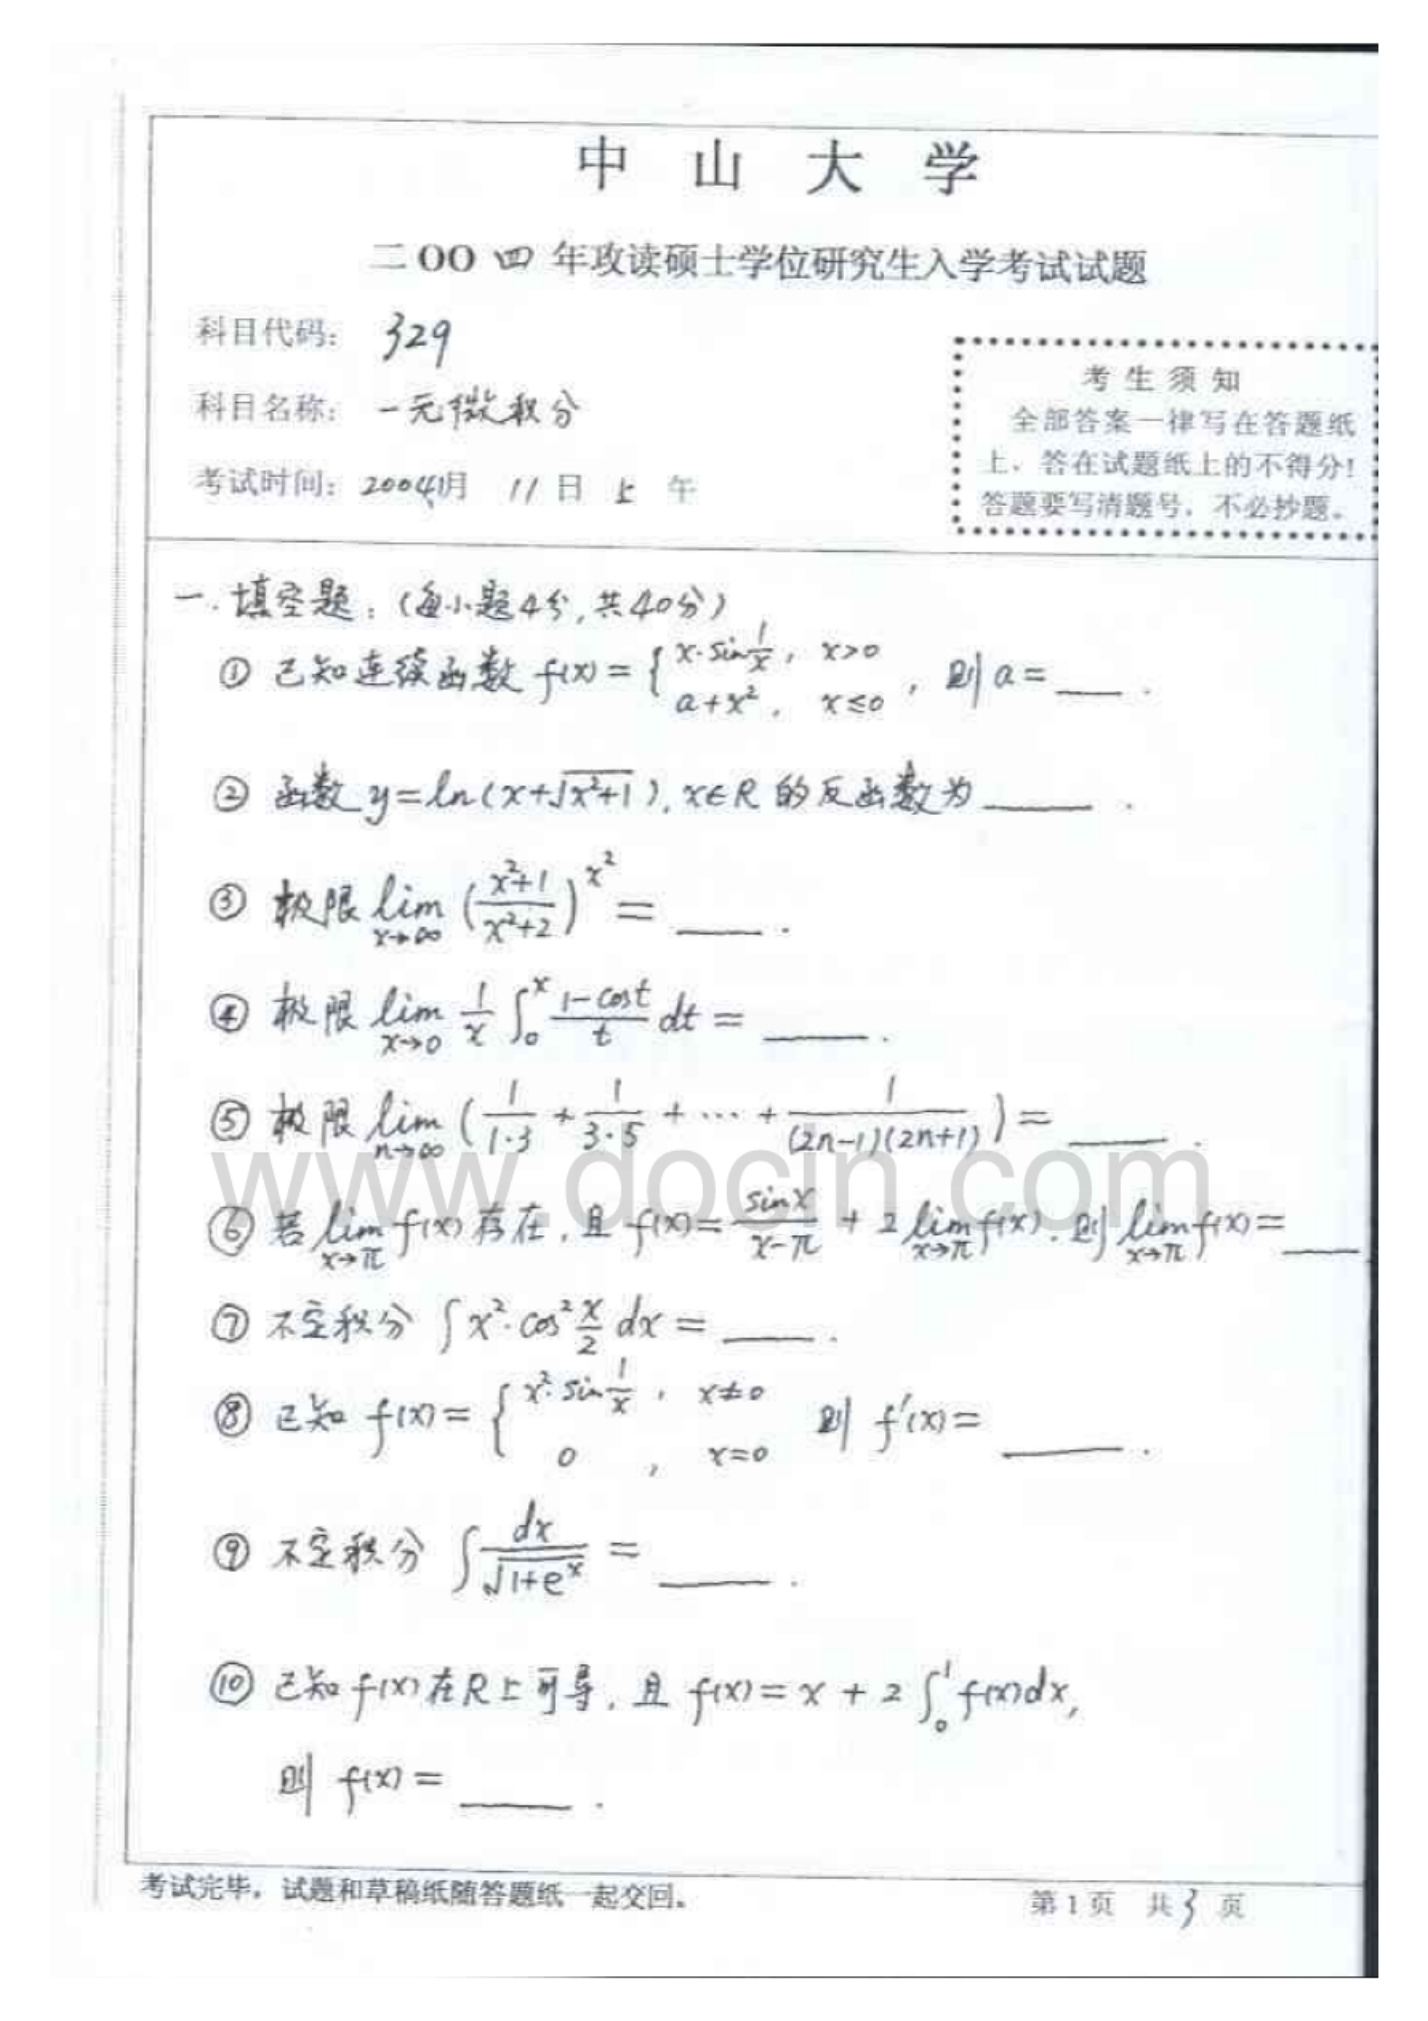 中山大学
二OO四年攻读硕士学位研究生入学考试试题
科目代码: 329
科目名称: 一元微积分
考试时间: 2004年1月 11 日 上 午
考生须知
全部答案一律写在答题纸
上,答在试题纸上的不得分!
答题要写清题号,不必抄题。
一.填空题:(每小题4分,共40分)
① 已知连续函数 f(x) = { x·sin 1/x, x>0 ; a+x², x≤0 , 则 a = ___ .
② 函数 y=ln(x+√(x²+1)), x∈R 的反函数为 ___ .
③ 极限 lim x→∞ ((x²+1)/(x²+2))^x² = ___ .
④ 极限 lim x→0 1/x ∫₀^x (1-cost)/t dt = ___ .
⑤ 极限 lim n→∞ (1/(1·3) + 1/(3·5) + ··· + 1/((2n-1)(2n+1))) = ___ .
www.docin.com
⑥ 若 lim x→π f(x) 存在, 且 f(x) = sinx/(x-π) + 2 lim x→π f(x). 则 lim x→π f(x) = ___
⑦ 不定积分 ∫ x²·cos² x/2 dx = ___ .
⑧ 已知 f(x) = { x²·sin 1/x, x≠0 ; 0, x=0 则 f′(x) = ___ .
⑨ 不定积分 ∫ dx/√(1+e^x) = ___ .
⑩ 已知 f(x) 在 R 上可导, 且 f(x) = x + 2 ∫₀¹ f(x)dx,
则 f(x) = ___ .
考试完毕,试题和草稿纸随答题纸一起交回。
第1页 共3页